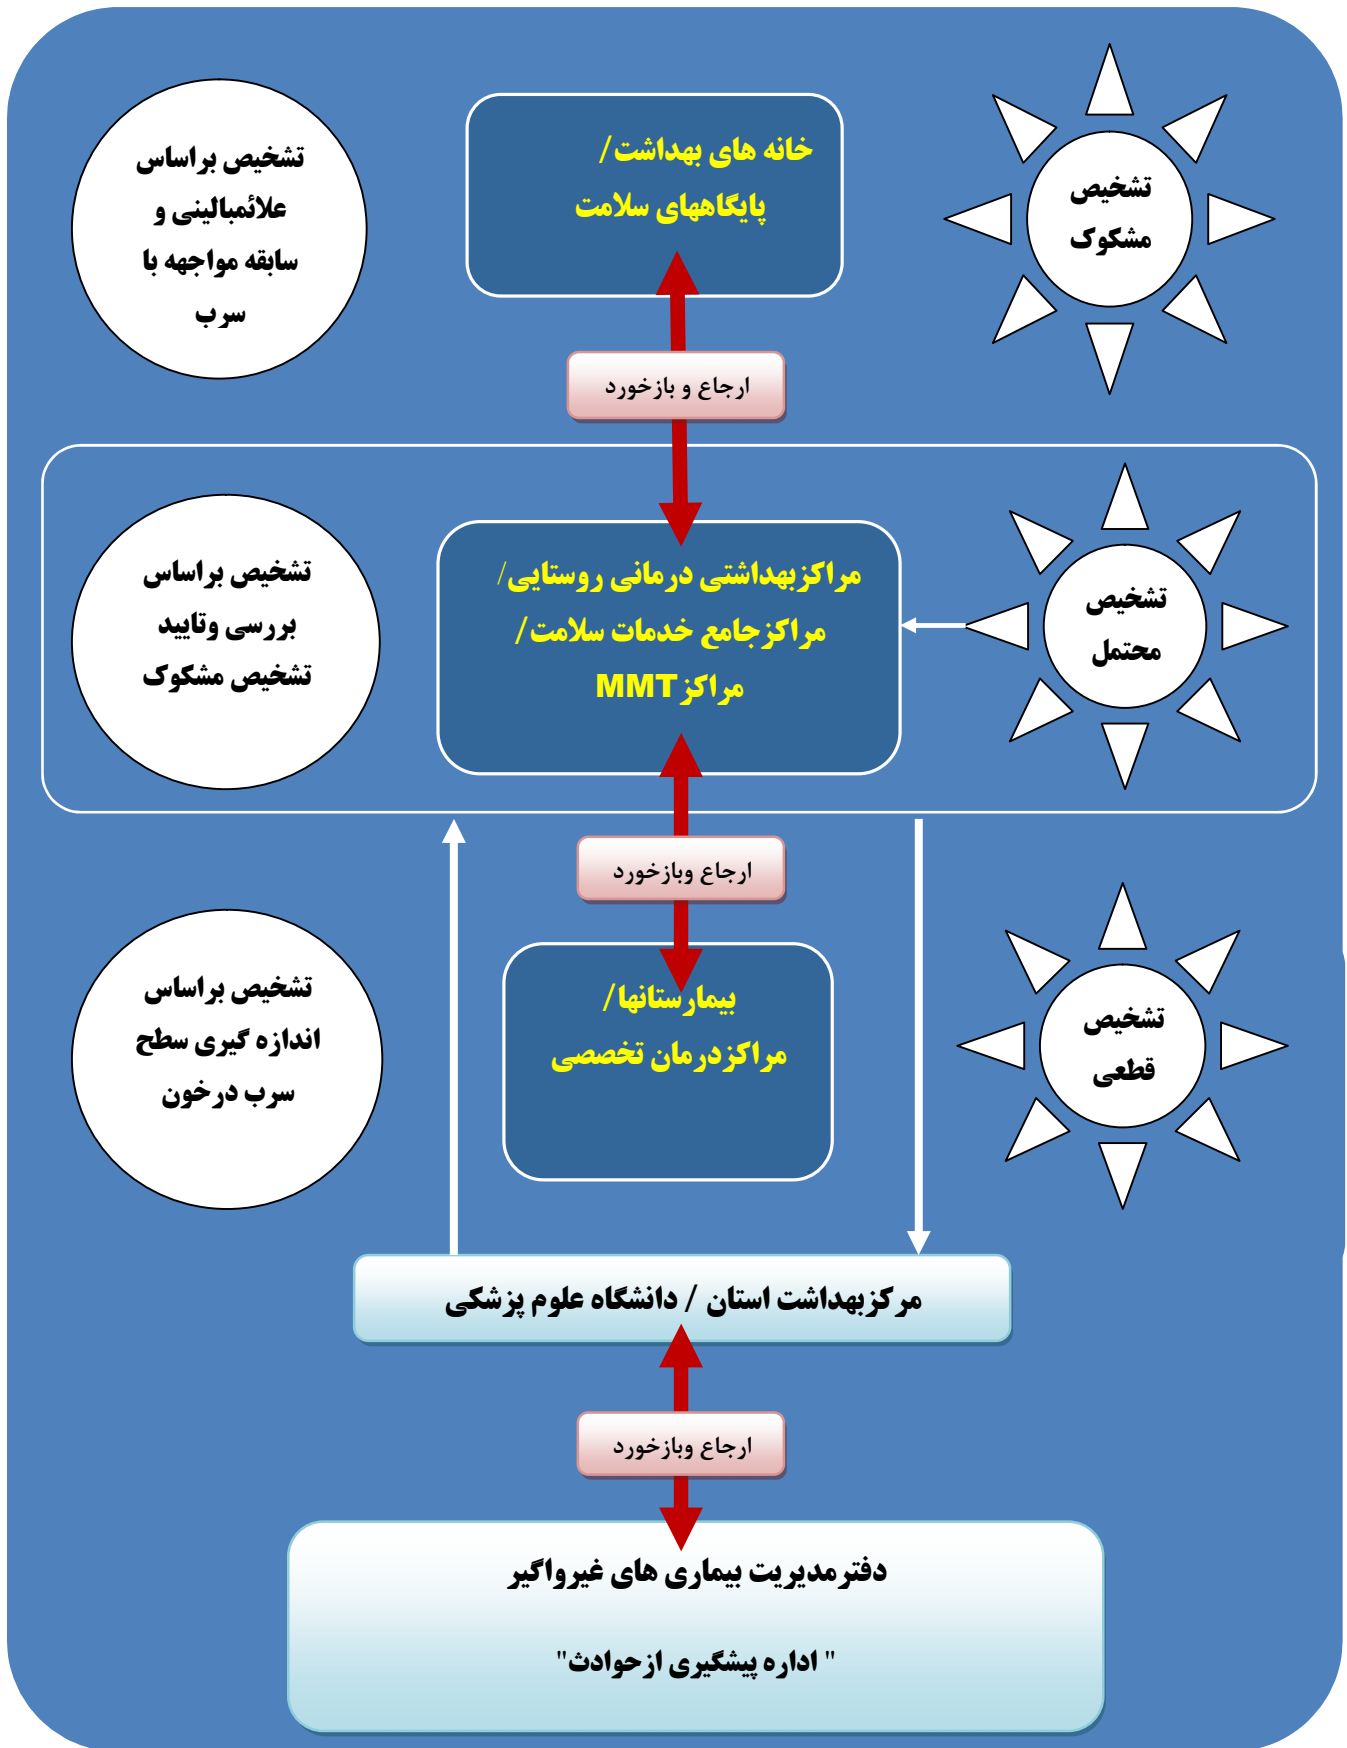 تشخیص
مشکوک
خانه های بهداشت/
پایگاههای سلامت
تشخیص براساس
علائمبالینی و
سابقه مواجهه با
سرب
ارجاع و بازخورد
تشخیص
محتمل
مراکزبهداشتی درمانی روستایی/
مراکزجامع خدمات سلامت/
مراکزMMT
تشخیص براساس
بررسی وتایید
تشخیص مشکوک
ارجاع وبازخورد
تشخیص
قطعی
بیمارستانها/
مراکزدرمان تخصصی
تشخیص براساس
اندازه گیری سطح
سرب درخون
مرکزبهداشت استان / دانشگاه علوم پزشکی
ارجاع وبازخورد
دفترمدیریت بیماری های غیرواگیر
" اداره پیشگیری ازحوادث"